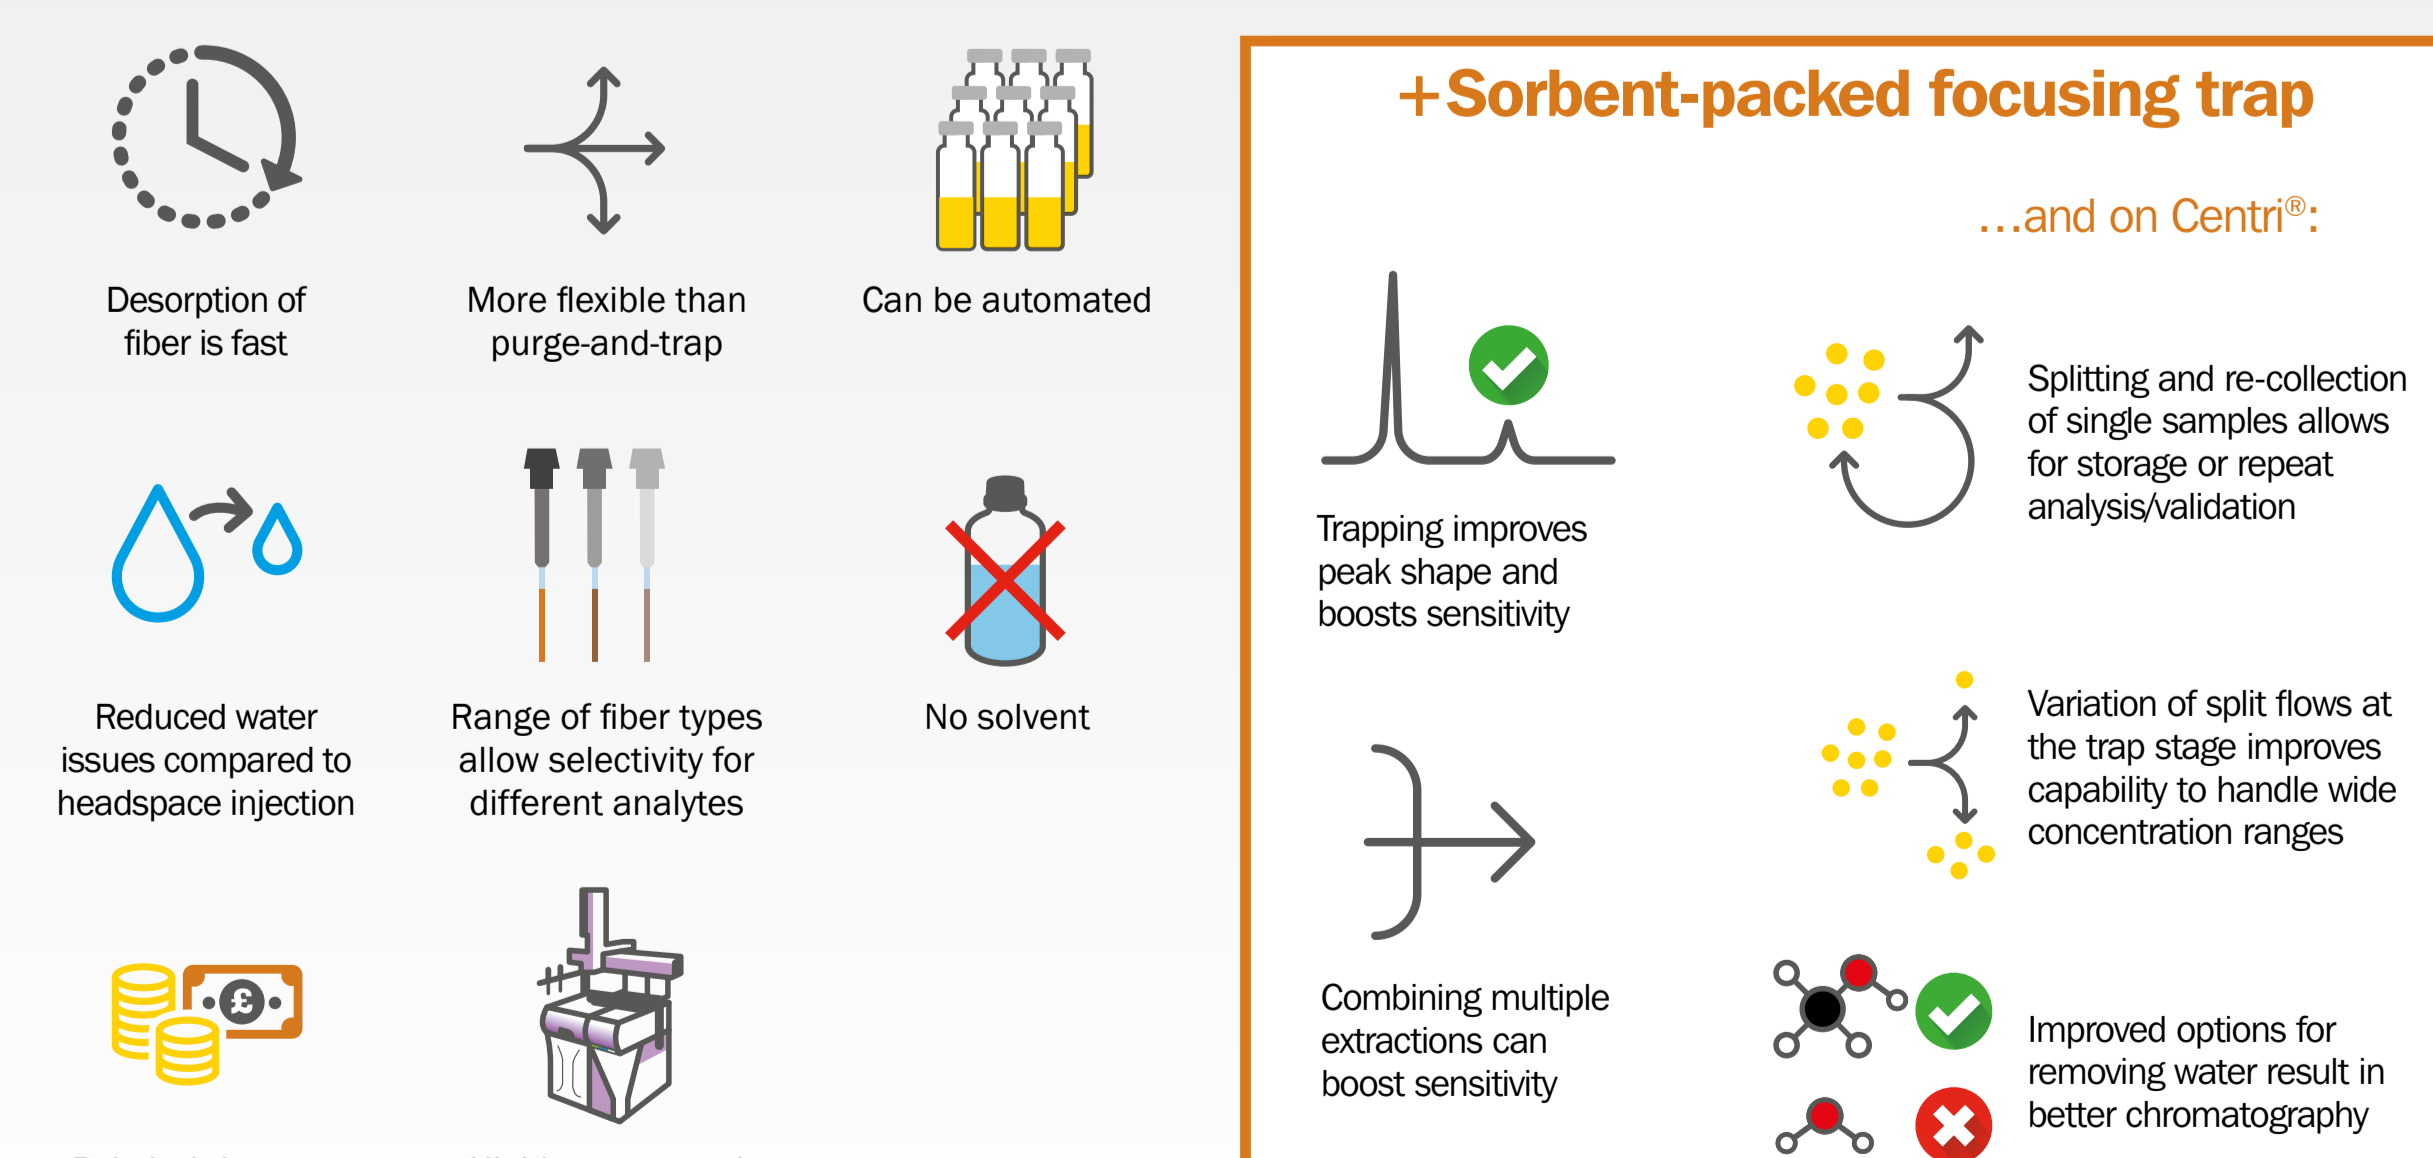 Desorption of
fiber is fast
More flexible than
purge-and-trap
Can be automated
Reduced water
issues compared to
headspace injection
Range of fiber types
allow selectivity for
different analytes
No solvent
£
+Sorbent-packed focusing trap
...and on Centri®:
Trapping improves
peak shape and
boosts sensitivity
Splitting and re-collection
of single samples allows
for storage or repeat
analysis/validation
Variation of split flows at
the trap stage improves
capability to handle wide
concentration ranges
Combining multiple
extractions can
boost sensitivity
Improved options for
removing water result in
better chromatography